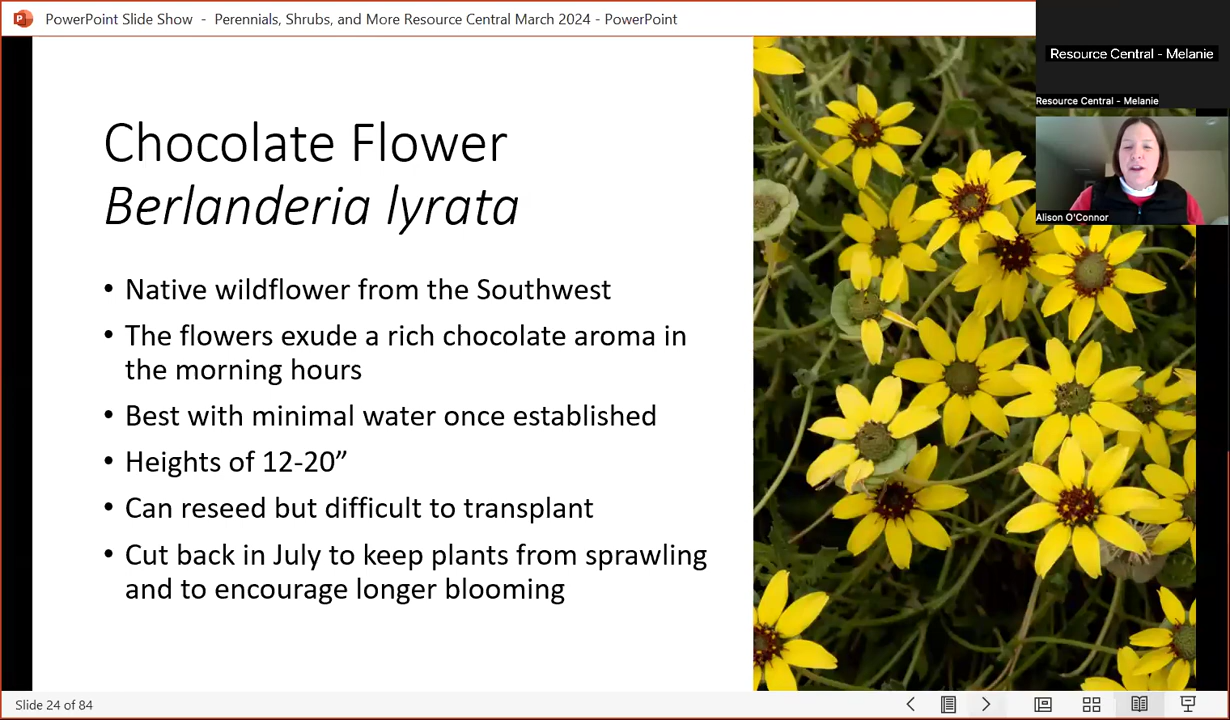 PowerPoint Slide Show - Perennials, Shrubs, and More Resource Central March 2024 - PowerPoint
Resource Central - Melanie
Resource Central - Melanie
Alison O'Connor
Chocolate Flower
Berlanderia lyrata
• Native wildflower from the Southwest
• The flowers exude a rich chocolate aroma in
the morning hours
• Best with minimal water once established
• Heights of 12-20”
• Can reseed but difficult to transplant
• Cut back in July to keep plants from sprawling
and to encourage longer blooming
Slide 24 of 84